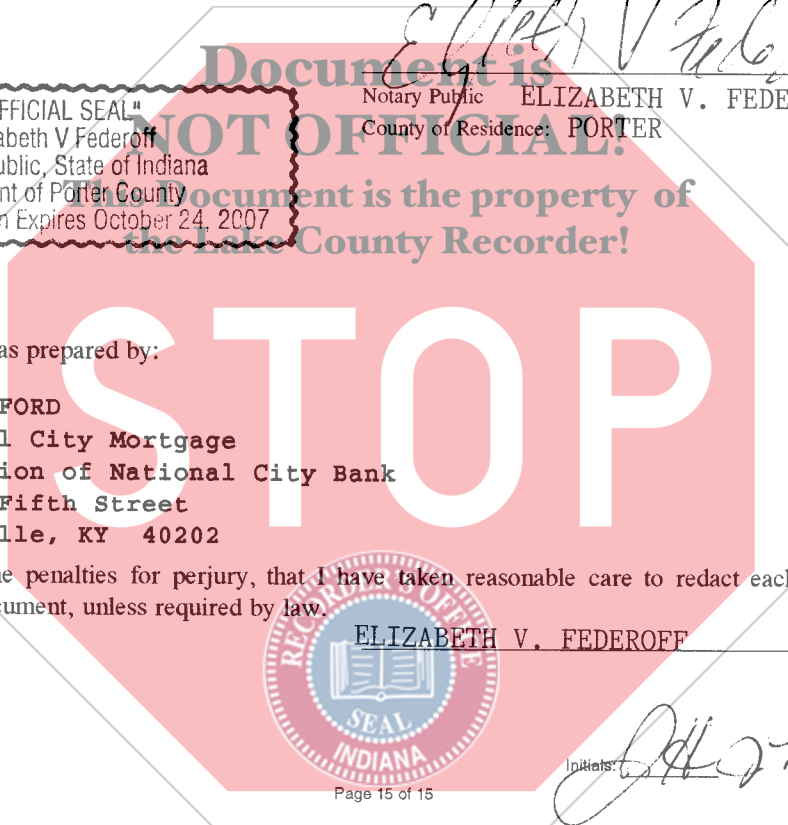 Document is
NOT OFFICIAL!
This Document is the property of
the Lake County Recorder!
STOP
Notary Public ELIZABETH V. FEDE
County of Residence: PORTER
FFICIAL SEAL"
abeth V Federoff
ublic, State of Indiana
nt of Porter County
n Expires October 24, 2007
as prepared by:
FORD
l City Mortgage
ion of National City Bank
Fifth Street
lle, KY 40202
ne penalties for perjury, that I have taken reasonable care to redact each
cument, unless required by law.
ELIZABETH V. FEDEROFF
RECORDER'S OFFICE
SEAL
INDIANA
Initials:
Page 15 of 15